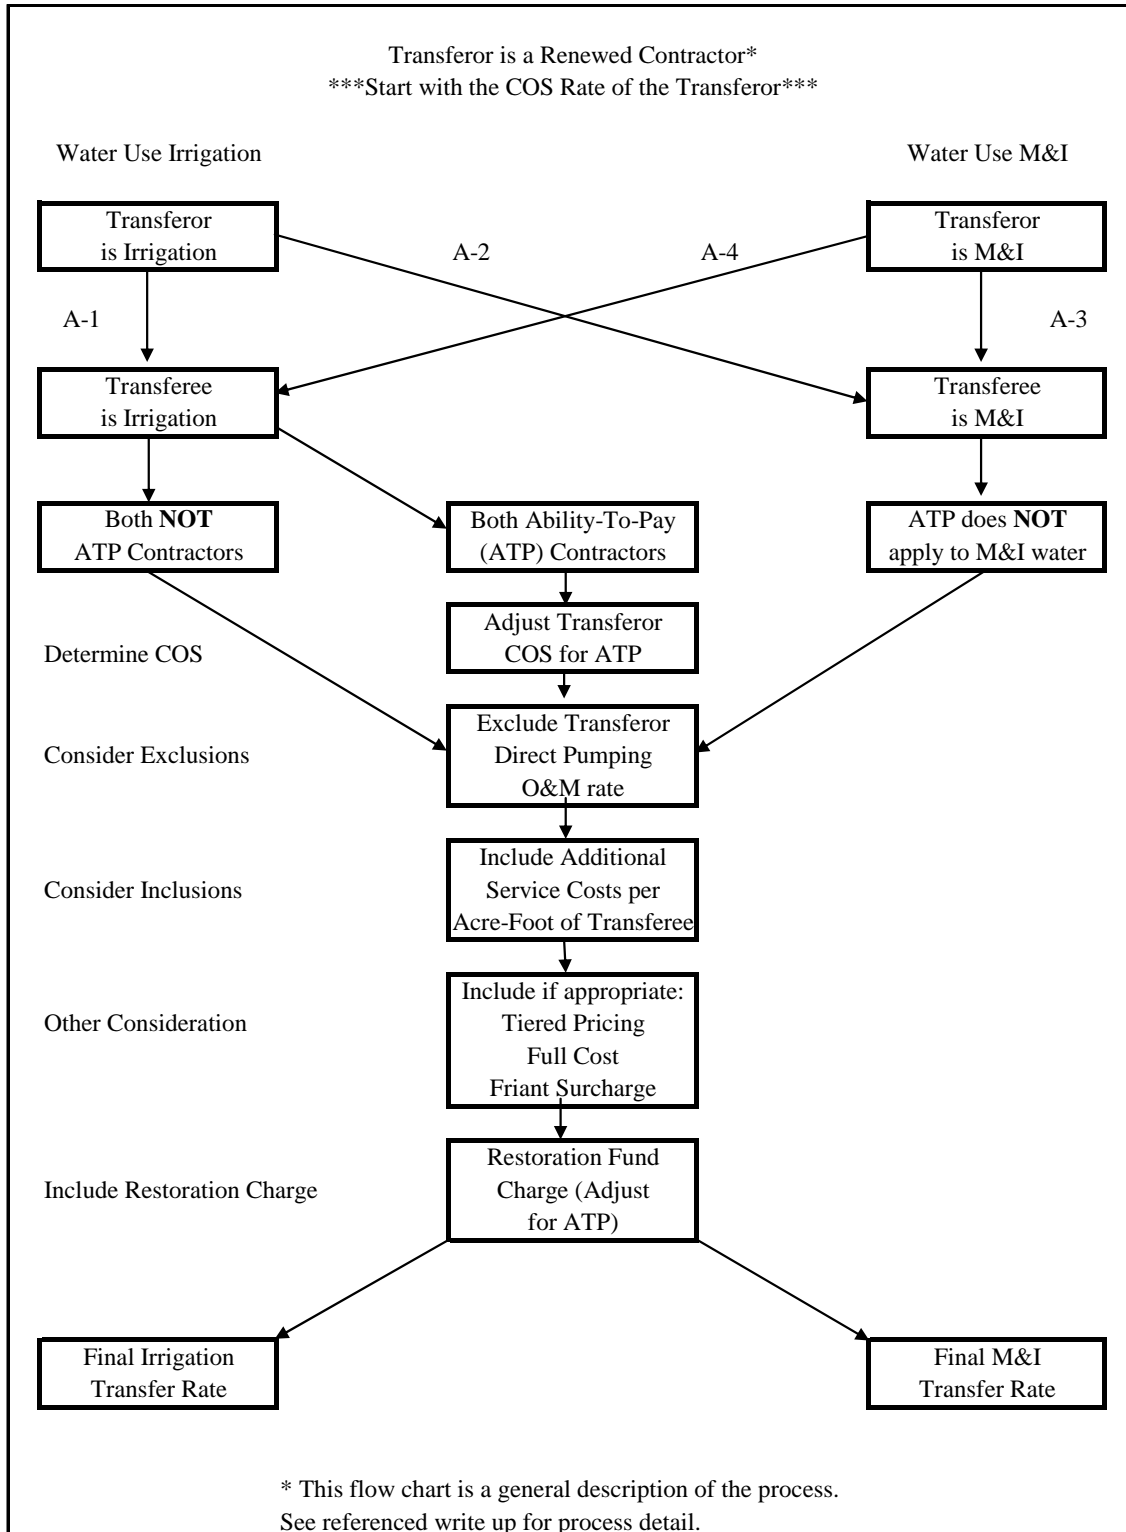 Transferor is a Renewed Contractor*
***Start with the COS Rate of the Transferor***
Water Use Irrigation
Water Use M&I
Transferor
is Irrigation
Transferor
is M&I
A-2
A-4
A-1
A-3
Transferee
is Irrigation
Transferee
is M&I
Both NOT
ATP Contractors
Both Ability-To-Pay
(ATP) Contractors
ATP does NOT
apply to M&I water
Determine COS
Adjust Transferor
COS for ATP
Consider Exclusions
Exclude Transferor
Direct Pumping
O&M rate
Consider Inclusions
Include Additional
Service Costs per
Acre-Foot of Transferee
Other Consideration
Include if appropriate:
Tiered Pricing
Full Cost
Friant Surcharge
Include Restoration Charge
Restoration Fund
Charge (Adjust
for ATP)
Final Irrigation
Transfer Rate
Final M&I
Transfer Rate
* This flow chart is a general description of the process.
See referenced write up for process detail.